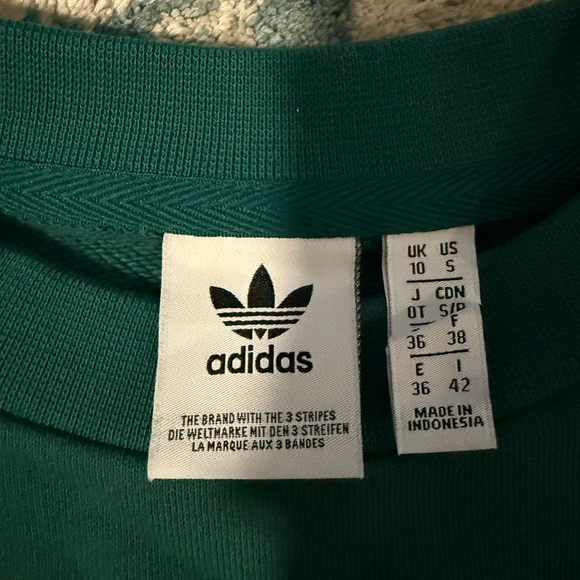 adidas
THE BRAND WITH THE 3 STRIPES
DIE WELTMARKE MIT DEN 3 STREIFEN
LA MARQUE AUX 3 BANDES
UK US
10 S
J CDN
OT S/P
F
36 38
E I
36 42
MADE IN
INDONESIA